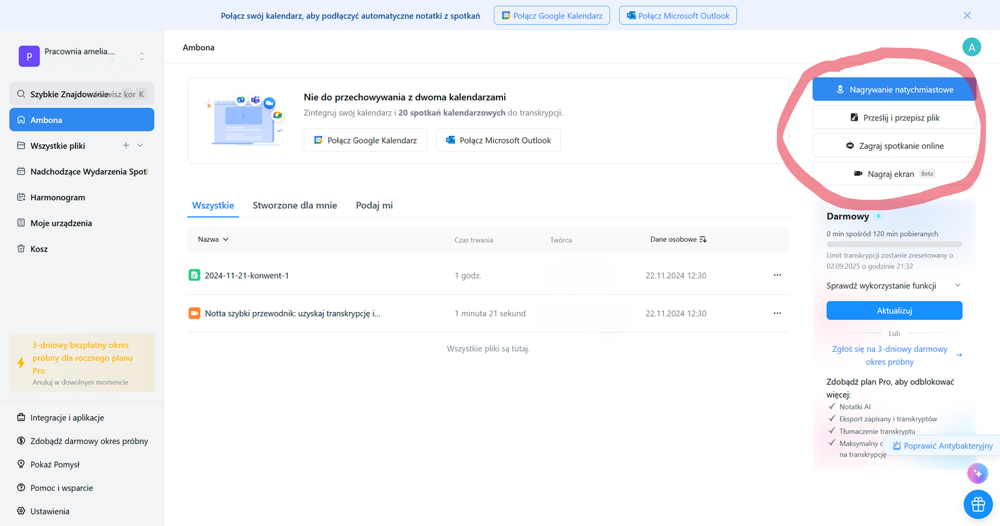 Połącz swój kalendarz, aby podłączyć automatyczne notatki z spotkań
Połącz Google Kalendarz
Połącz Microsoft Outlook
P
Pracownia amelia....
Szybkie Znajdowanie
K
Ambona
Wszystkie pliki
Nadchodzące Wydarzenia Spot
Harmonogram
Moje urządzenia
Kosz
3-dniowy bezpłatny okres
próbny dla rocznego planu
Pro
Anuluj w dowolnym momencie
Integracje i aplikacje
Zdobądź darmowy okres próbny
Pokaż Pomysł
Pomoc i wsparcie
Ustawienia
Ambona
A
Nie do przechowywania z dwoma kalendarzami
Zintegruj swój kalendarz i 20 spotkań kalendarzowych do transkrypcji.
Połącz Google Kalendarz
Połącz Microsoft Outlook
Wszystkie
Stworzone dla mnie
Podaj mi
Nazwa
Czas trwania
Twórca
Dane osobowe
2024-11-21-konwent-1
1 godz.
22.11.2024 12:30
Notta szybki przewodnik: uzyskaj transkrypcję i...
1 minuta 21 sekund
22.11.2024 12:30
Wszystkie pliki są tutaj.
Nagrywanie natychmiastowe
Prześlij i przepisz plik
Zagraj spotkanie online
Nagraj ekran Beta
Darmowy
0 min spośród 120 min pobieranych
Limit transkrypcji zostanie zresetowany o
02.09.2025 o godzinie 21:32
Sprawdź wykorzystanie funkcji
Aktualizuj
Lub
Zgłoś się na 3-dniowy darmowy
okres próbny
Zdobądź plan Pro, aby odblokować
więcej:
Notatki AI
Eksport zapisany i transkryptów
Tłumaczenie transkryptu
Maksymalny
na transkrypcję
Poprawić Antybakteryjny